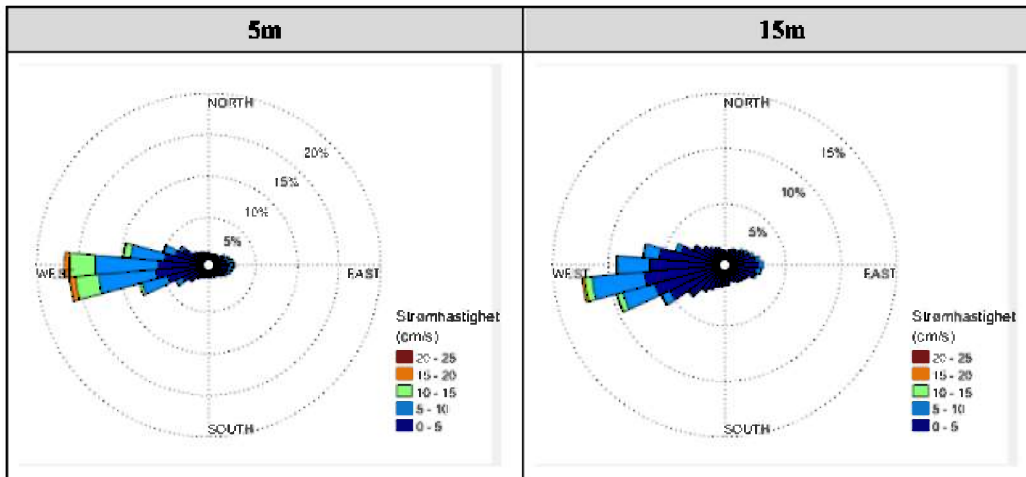 5m
15m
NORTH
20%
15%
10%
5%
WEST
EAST
SOUTH
Strømhastighet
(cm/s)
20 - 25
15 - 20
10 - 15
5 - 10
0 - 5
NORTH
15%
10%
5%
WEST
EAST
SOUTH
Strømhastighet
(cm/s)
20 - 25
15 - 20
10 - 15
5 - 10
0 - 5